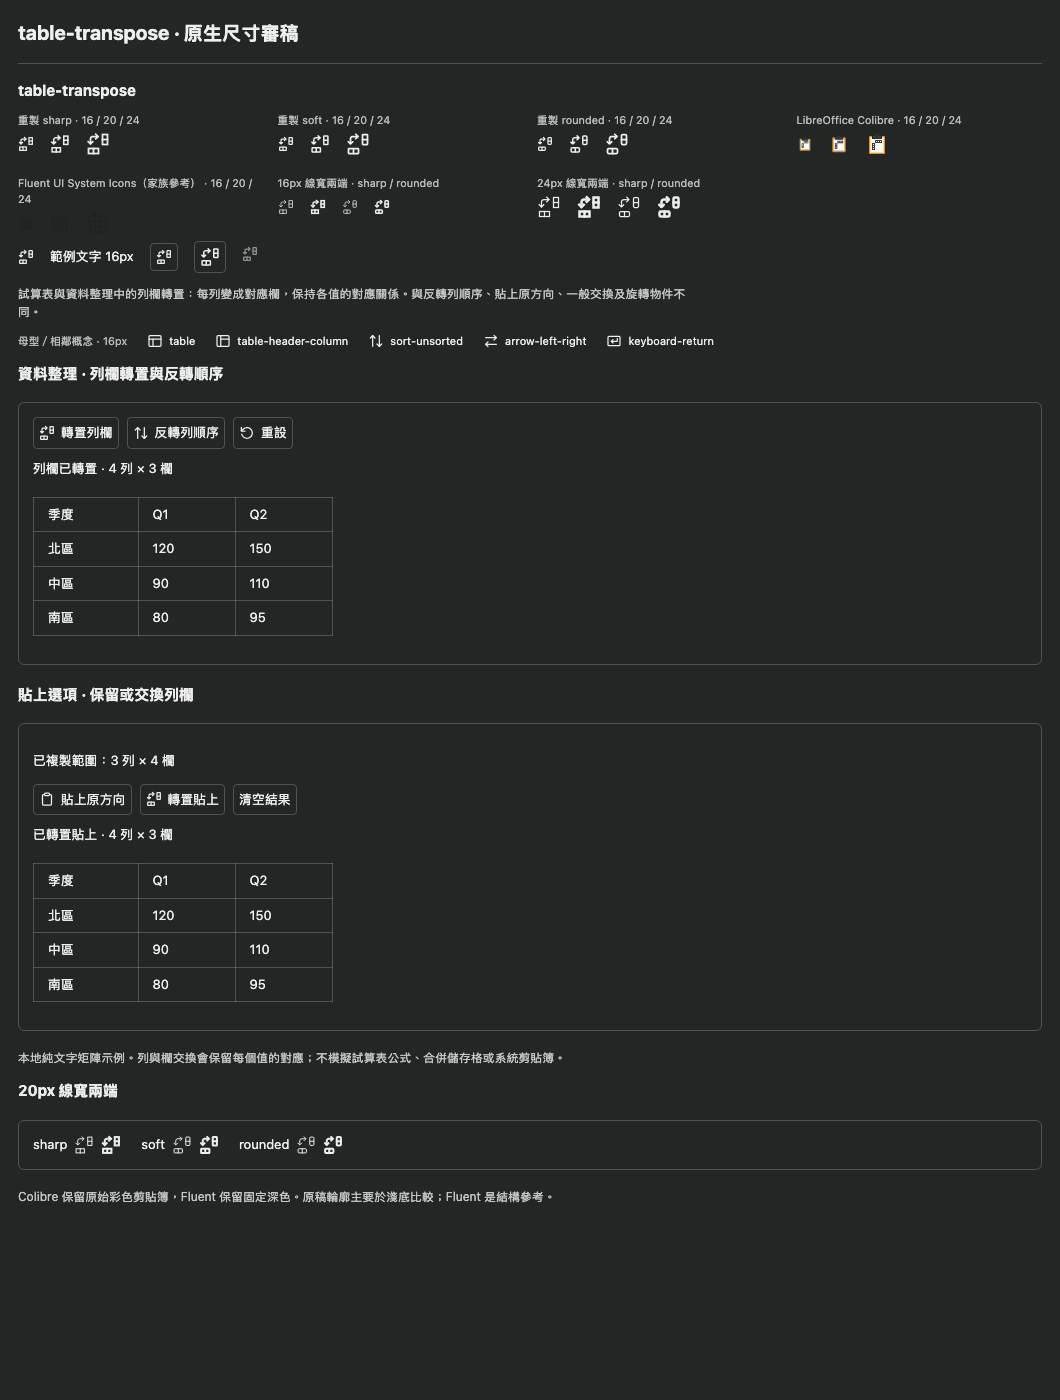 table-transpose · 原生尺寸審稿
table-transpose
重製 sharp · 16 / 20 / 24
重製 soft · 16 / 20 / 24
重製 rounded · 16 / 20 / 24
LibreOffice Colibre · 16 / 20 / 24
Fluent UI System Icons（家族參考） · 16 / 20 /
24
16px 線寬兩端 · sharp / rounded
24px 線寬兩端 · sharp / rounded
範例文字 16px
試算表與資料整理中的列欄轉置：每列變成對應欄，保持各值的對應關係。與反轉列順序、貼上原方向、一般交換及旋轉物件不
同。
母型 / 相鄰概念 · 16px table table-header-column sort-unsorted arrow-left-right keyboard-return
資料整理 · 列欄轉置與反轉順序
轉置列欄 反轉列順序 重設
列欄已轉置 · 4 列 × 3 欄
季度 Q1 Q2
北區 120 150
中區 90 110
南區 80 95
貼上選項 · 保留或交換列欄
已複製範圍：3 列 × 4 欄
貼上原方向 轉置貼上 清空結果
已轉置貼上 · 4 列 × 3 欄
季度 Q1 Q2
北區 120 150
中區 90 110
南區 80 95
本地純文字矩陣示例。列與欄交換會保留每個值的對應；不模擬試算表公式、合併儲存格或系統剪貼簿。
20px 線寬兩端
sharp soft rounded
Colibre 保留原始彩色剪貼簿，Fluent 保留固定深色。原稿輪廓主要於淺底比較；Fluent 是結構參考。